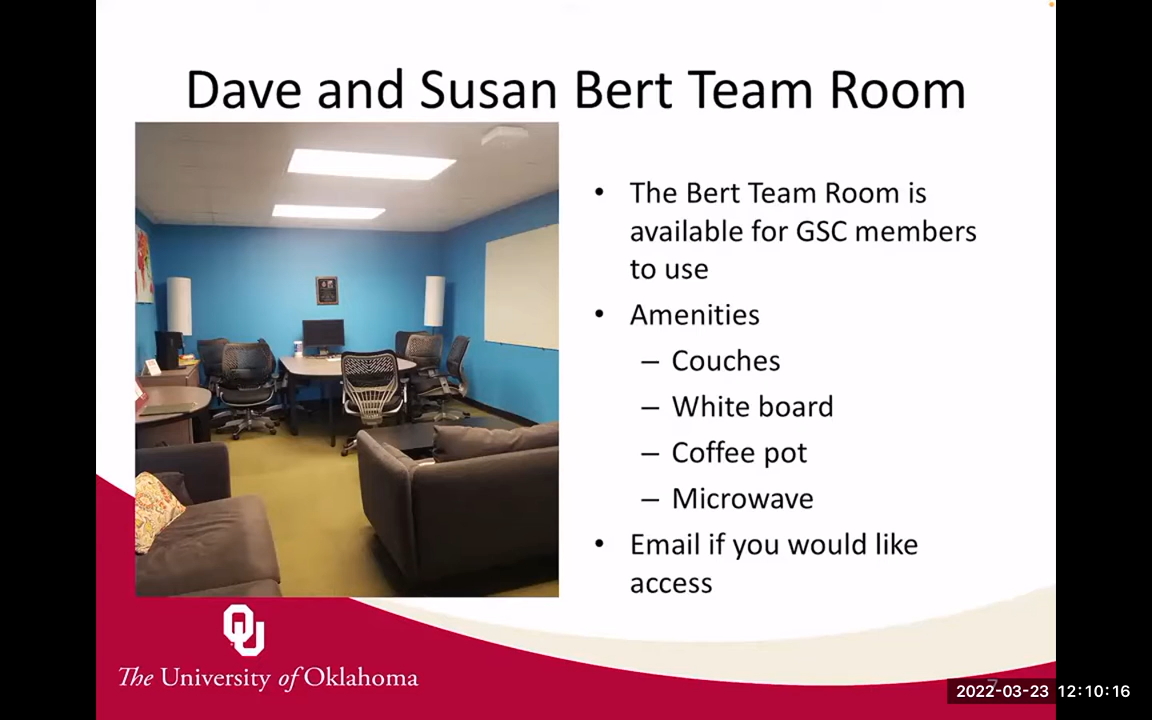 Dave and Susan Bert Team Room
• The Bert Team Room is
available for GSC members
to use
• Amenities
– Couches
– White board
– Coffee pot
– Microwave
• Email if you would like
access
OU
The University of Oklahoma
7
2022-03-23 12:10:16